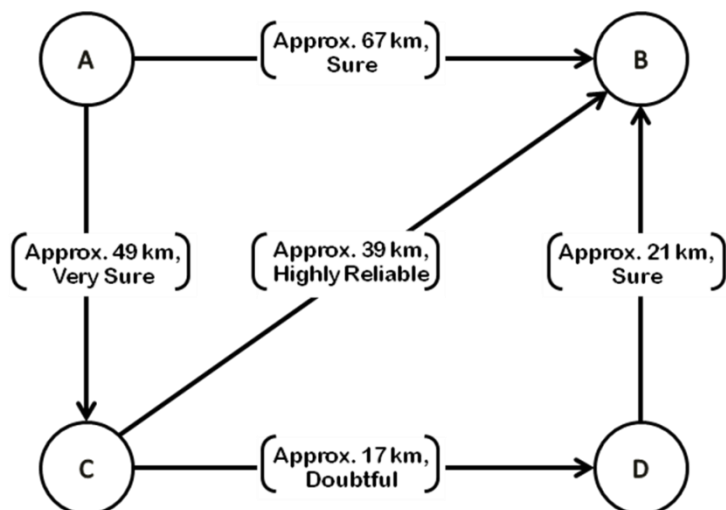 A
Approx. 67 km,
Sure
B
Approx. 49 km,
Very Sure
Approx. 39 km,
Highly Reliable
Approx. 21 km,
Sure
C
Approx. 17 km,
Doubtful
D